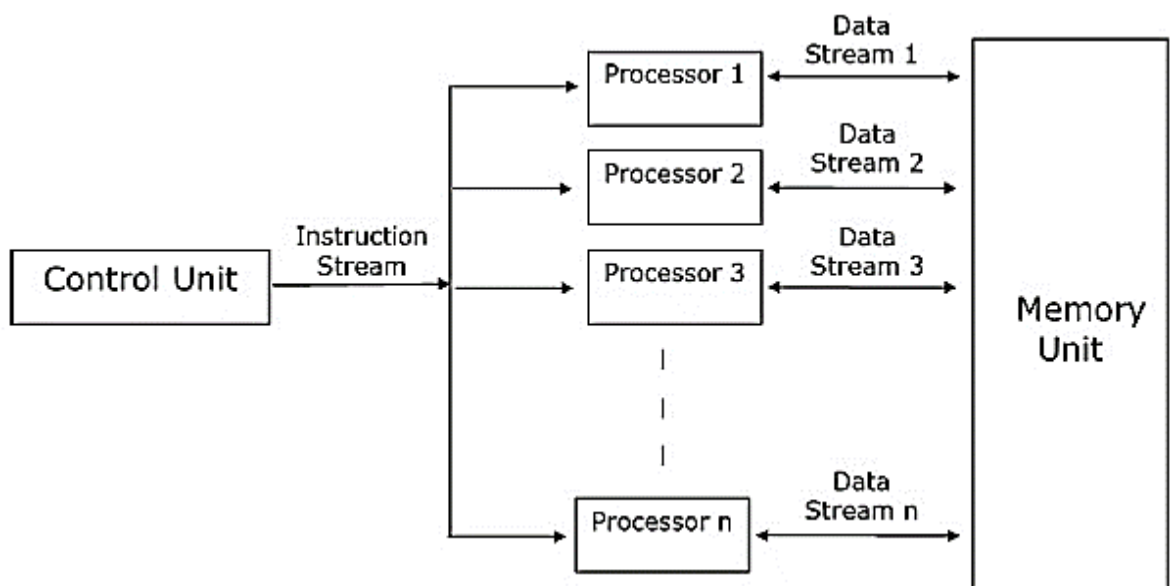 Data
Stream 1
Processor 1
Data
Stream 2
Processor 2
Instruction
Stream
Control Unit
Data
Stream 3
Processor 3
Memory
Unit
Data
Stream n
Processor n